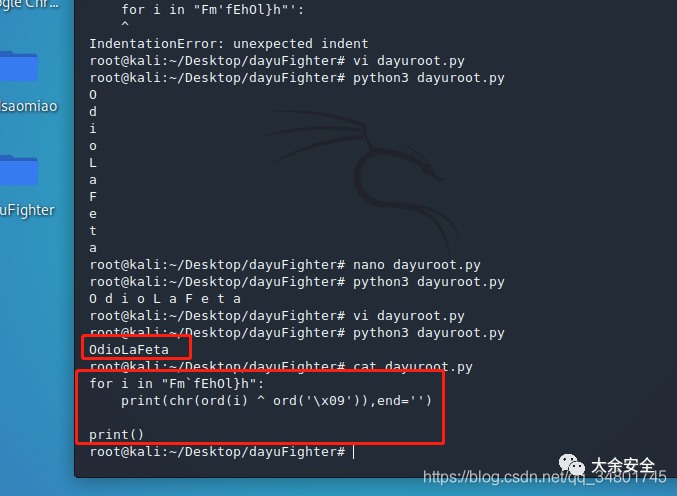 gle Chr...
for i in "Fm'fEhOl}h"':
^
IndentationError: unexpected indent
root@kali:~/Desktop/dayuFighter# vi dayuroot.py
root@kali:~/Desktop/dayuFighter# python3 dayuroot.py
O
d
i
o
L
a
F
e
t
a
root@kali:~/Desktop/dayuFighter# nano dayuroot.py
root@kali:~/Desktop/dayuFighter# python3 dayuroot.py
O d i o L a F e t a
root@kali:~/Desktop/dayuFighter# vi dayuroot.py
root@kali:~/Desktop/dayuFighter# python3 dayuroot.py
OdioLaFeta
root@kali:~/Desktop/dayuFighter# cat dayuroot.py
for i in "Fm`fEhOl}h":
print(chr(ord(i) ^ ord('\x09')),end='')
print()
root@kali:~/Desktop/dayuFighter#
saomiao
uFighter
大余安全
https://blog.csdn.net/qq_34801745